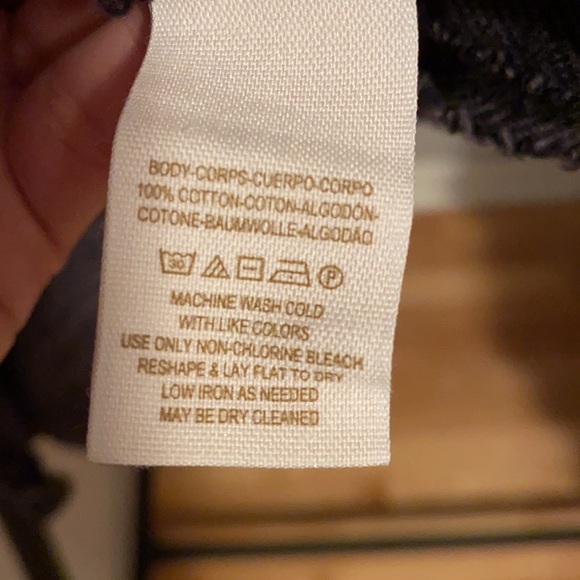 BODY-CORPS-CUERPO-CORPO
100% COTTON-COTON-ALGODÓN-
COTONE-BAUMWOLLE-ALGODÃO
30 P
MACHINE WASH COLD
WITH LIKE COLORS
USE ONLY NON-CHLORINE BLEACH
RESHAPE & LAY FLAT TO DRY
LOW IRON AS NEEDED
MAY BE DRY CLEANED